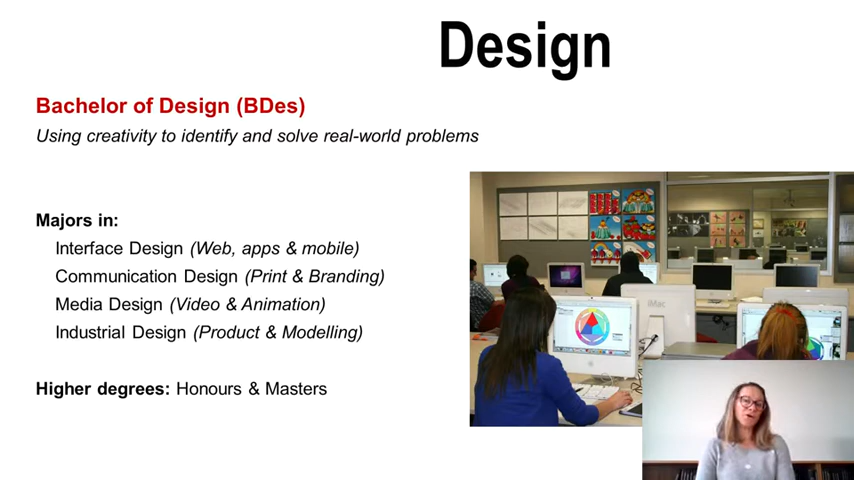 Design
Bachelor of Design (BDes)
Using creativity to identify and solve real-world problems
Majors in:
Interface Design (Web, apps & mobile)
Communication Design (Print & Branding)
Media Design (Video & Animation)
Industrial Design (Product & Modelling)
Higher degrees: Honours & Masters
iMac